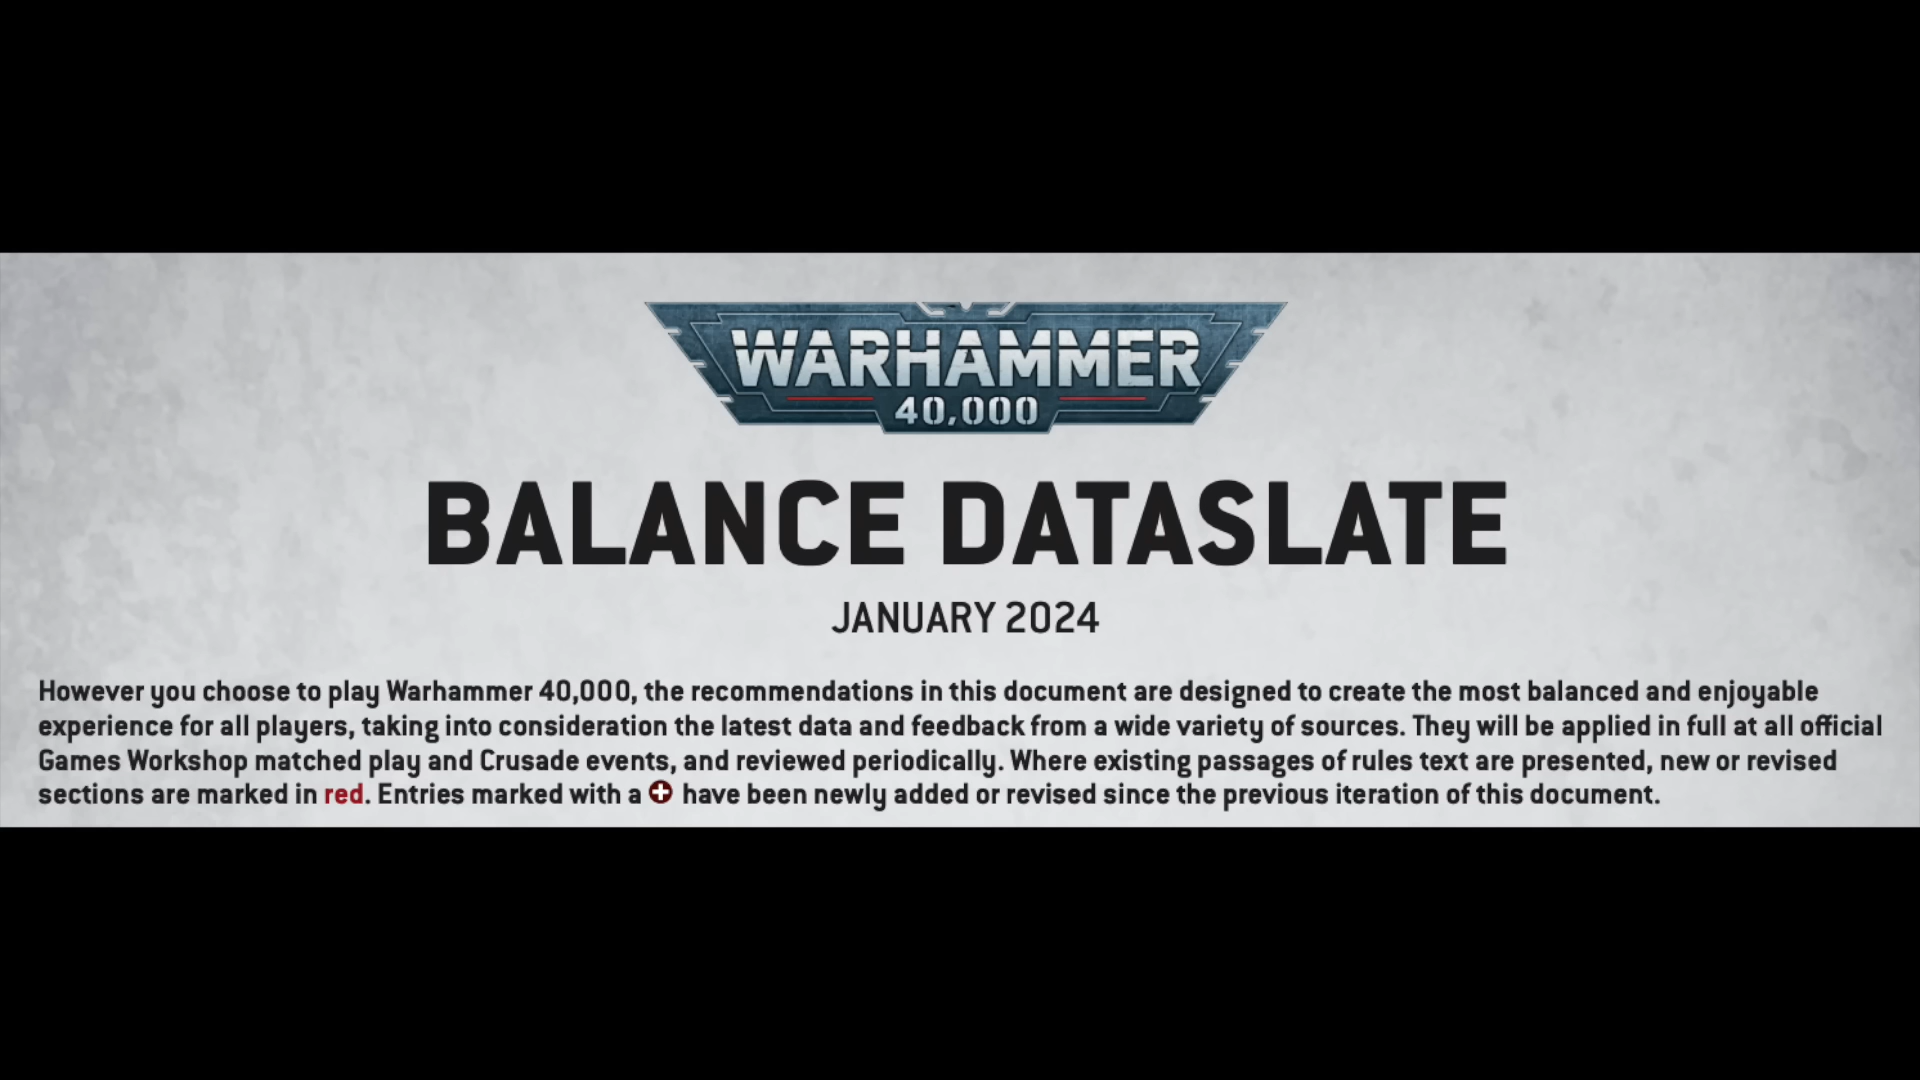 WARHAMMER
40,000
BALANCE DATASLATE
JANUARY 2024
However you choose to play Warhammer 40,000, the recommendations in this document are designed to create the most balanced and enjoyable
experience for all players, taking into consideration the latest data and feedback from a wide variety of sources. They will be applied in full at all official
Games Workshop matched play and Crusade events, and reviewed periodically. Where existing passages of rules text are presented, new or revised
sections are marked in red. Entries marked with a have been newly added or revised since the previous iteration of this document.